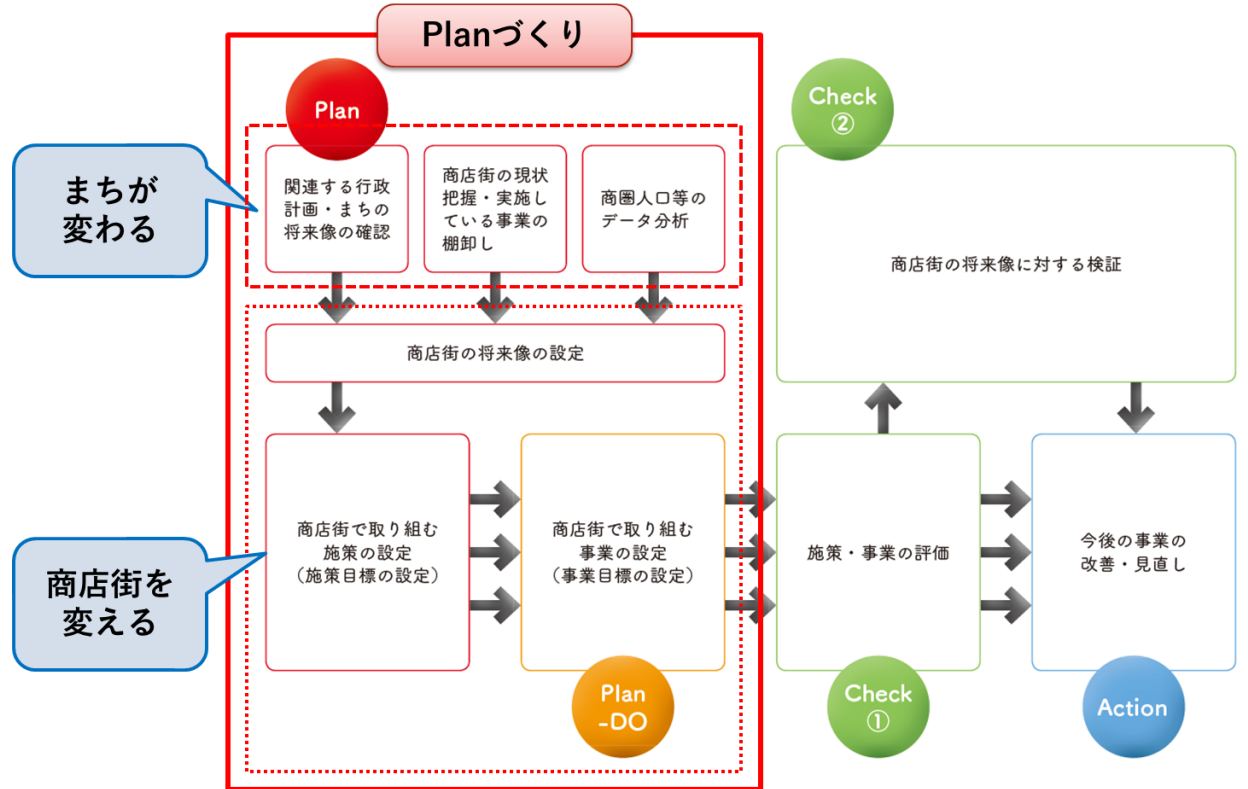 Planづくり
Plan
まちが
変わる
関連する行政
計画・まちの
将来像の確認
商店街の現状
把握・実施し
ている事業の
棚卸し
商圏人口等の
データ分析
商店街の将来像の設定
商店街を
変える
商店街で取り組む
施策の設定
（施策目標の設定）
商店街で取り組む
事業の設定
（事業目標の設定）
Plan
-DO
Check
②
商店街の将来像に対する検証
施策・事業の評価
Check
①
今後の事業の
改善・見直し
Action